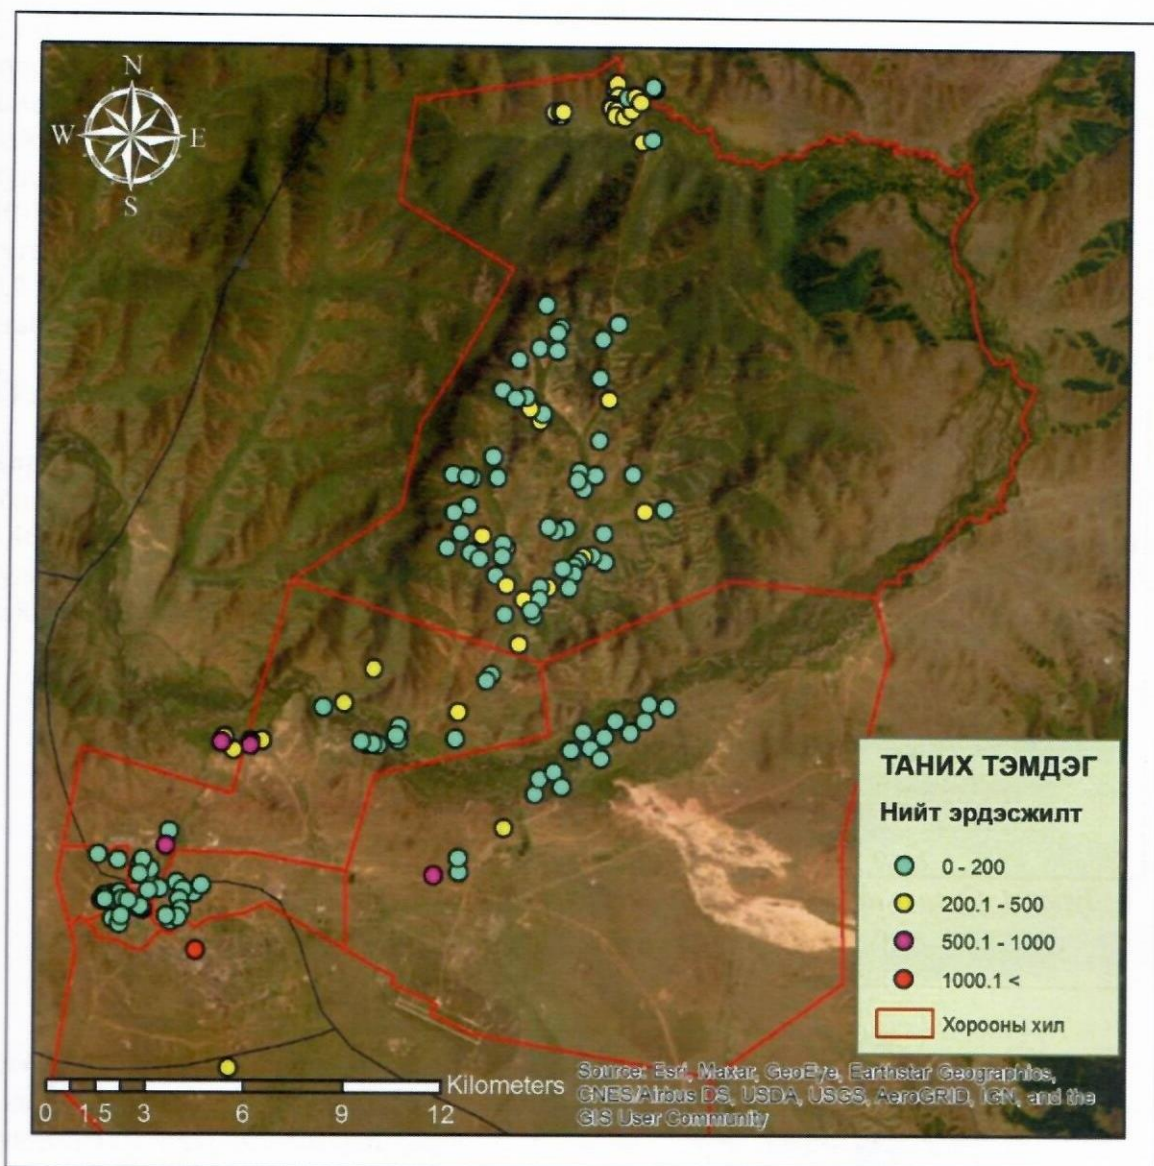 N
W E
S
ТАНИХ ТЭМДЭГ
Нийт эрдэсжилт
0 - 200
200.1 - 500
500.1 - 1000
1000.1 <
Хорооны хил
Kilometers
0 1.5 3 6 9 12
Source: Esri, Maxar, GeoEye, Earthstar Geographics,
CNES/Airbus DS, USDA, USGS, AeroGRID, IGN, and the
GIS User Community